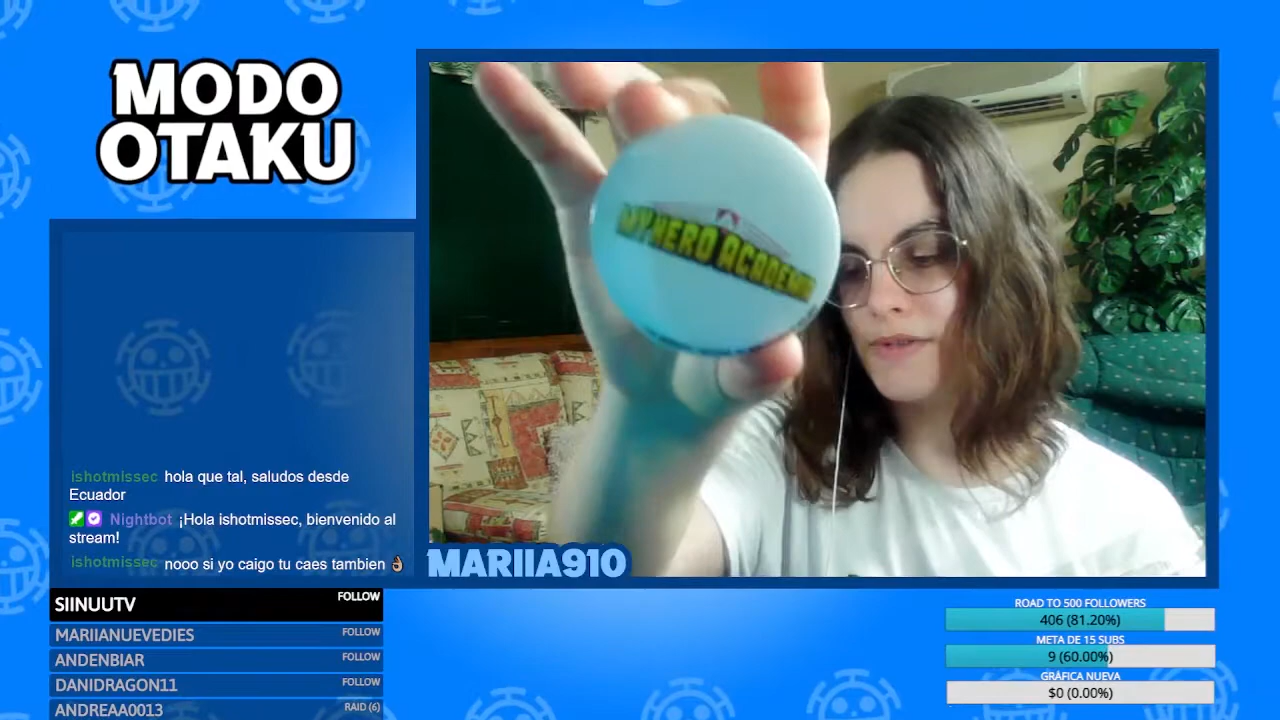 MODO
OTAKU
MY HERO ACADEMIA
ishotmissec hola que tal, saludos desde
Ecuador
Nightbot ¡Hola ishotmissec, bienvenido al
stream!
ishotmissec nooo si yo caigo tu caes tambien 👌🏽
MARIIA910
SIINUUTV FOLLOW
MARIIANUEVEDIES FOLLOW
ANDENBIAR FOLLOW
DANIDRAGON11 FOLLOW
ANDREAA0013 RAID (6)
ROAD TO 500 FOLLOWERS
406 (81.20%)
META DE 15 SUBS
9 (60.00%)
GRÁFICA NUEVA
$0 (0.00%)